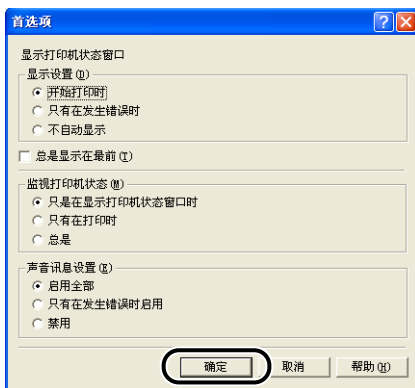 首选项
显示打印机状态窗口
显示设置(D)
开始打印时
只有在发生错误时
不自动显示
总是显示在最前(T)
监视打印机状态(M)
只是在显示打印机状态窗口时
只有在打印时
总是
声音讯息设置(E)
启用全部
只有在发生错误时启用
禁用
确定 取消 帮助(H)